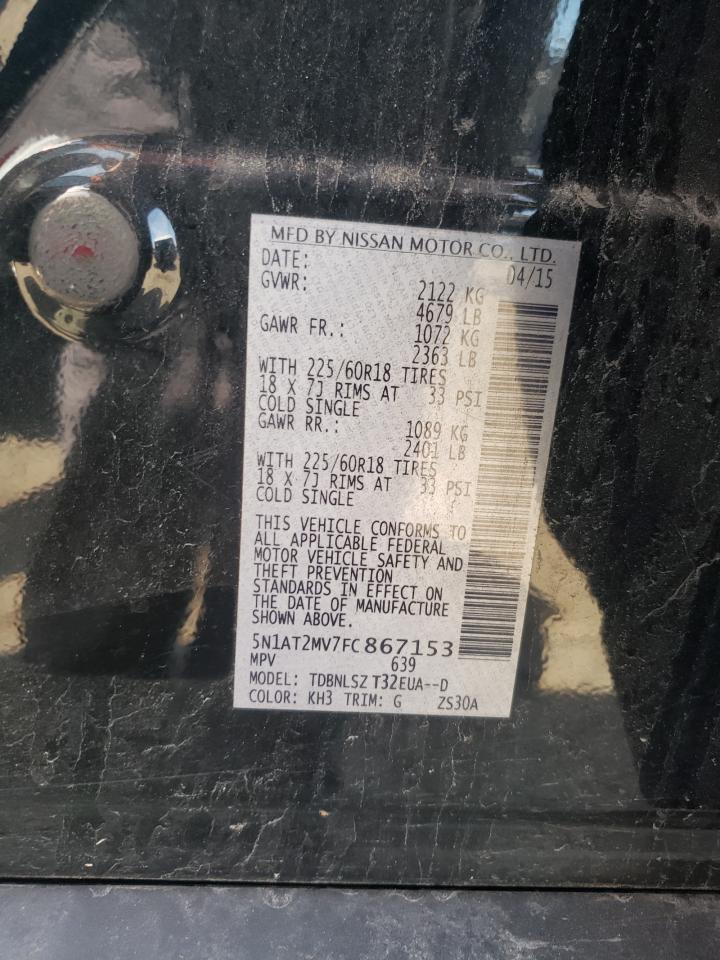 MFD BY NISSAN MOTOR CO., LTD.
DATE: 04/15
GVWR: 2122 KG
4679 LB
GAWR FR.: 1072 KG
2363 LB
WITH 225/60R18 TIRES
18 X 7J RIMS AT 33 PSI
COLD SINGLE
GAWR RR.: 1089 KG
2401 LB
WITH 225/60R18 TIRES
18 X 7J RIMS AT 33 PSI
COLD SINGLE
THIS VEHICLE CONFORMS TO
ALL APPLICABLE FEDERAL
MOTOR VEHICLE SAFETY AND
THEFT PREVENTION
STANDARDS IN EFFECT ON
THE DATE OF MANUFACTURE
SHOWN ABOVE.
5N1AT2MV7FC867153
MPV 639
MODEL: TDBNLSZ T32EUA--D
COLOR: KH3 TRIM: G ZS30A